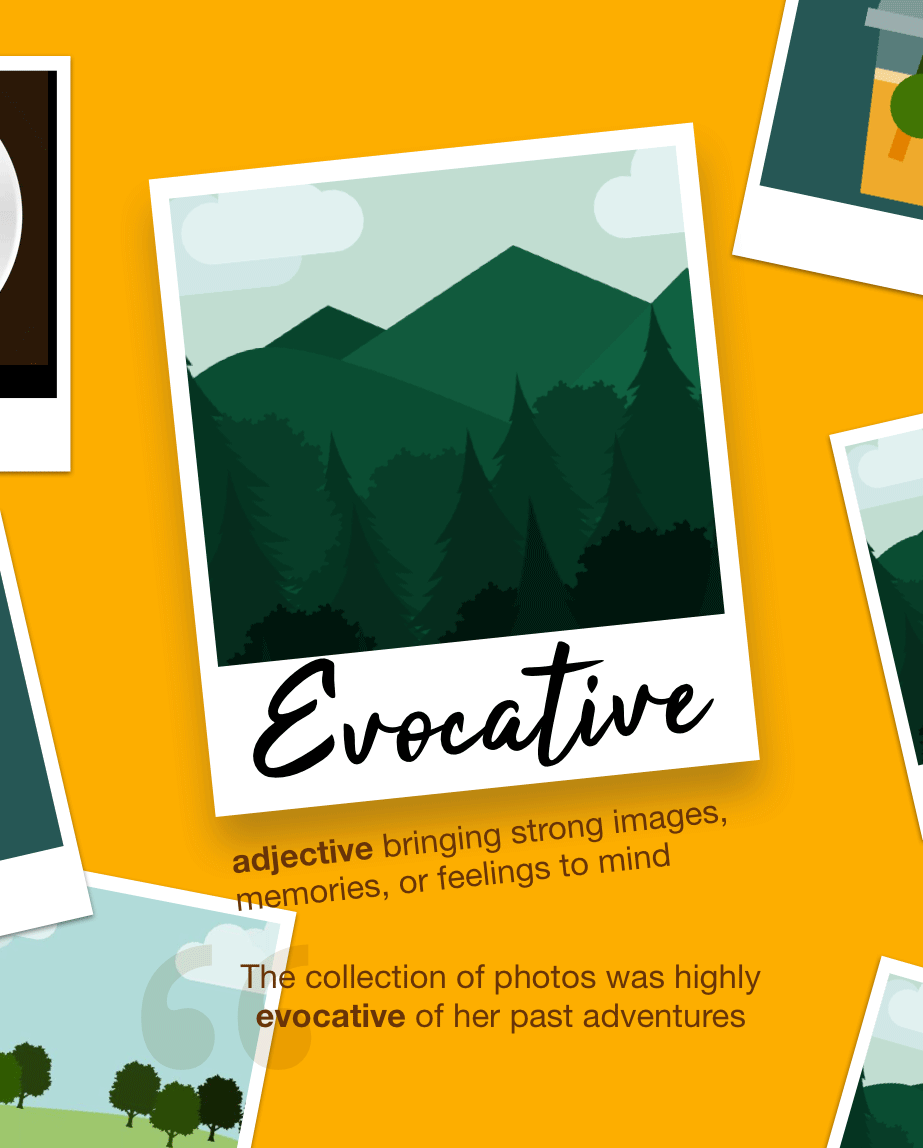 Evocative
adjective bringing strong images,
memories, or feelings to mind
“
The collection of photos was highly
evocative of her past adventures